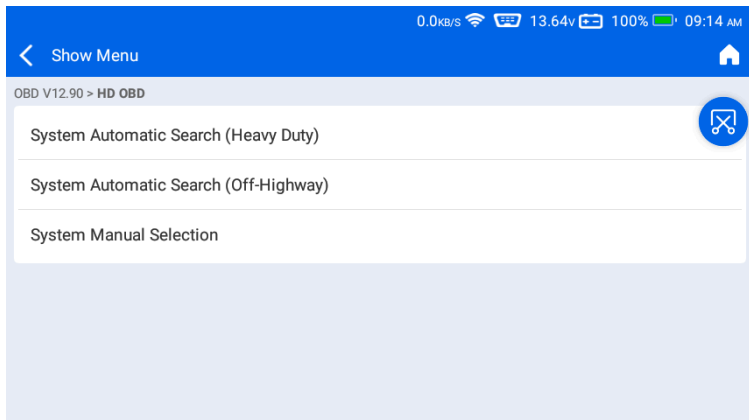 0.0KB/S 13.64V 100% 09:14 AM
Show Menu
OBD V12.90 > HD OBD
System Automatic Search (Heavy Duty)
System Automatic Search (Off-Highway)
System Manual Selection